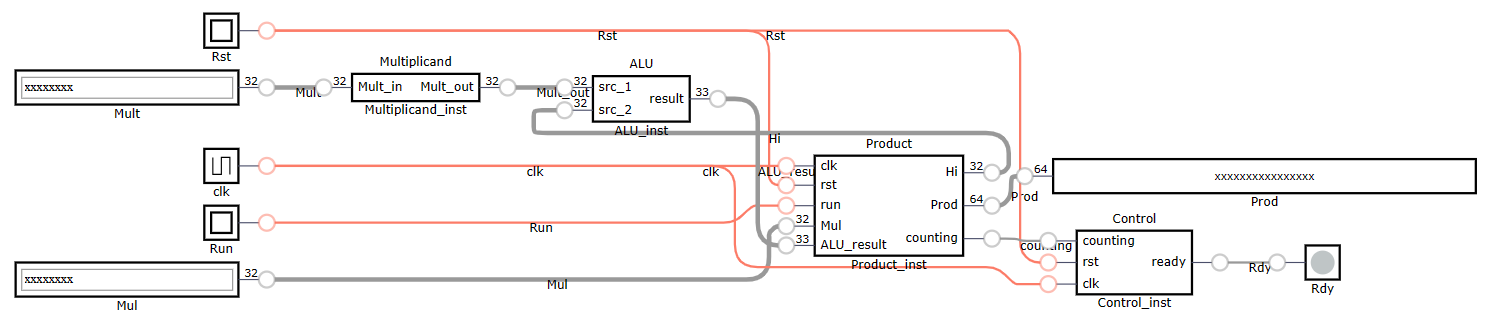 Rst
Rst
Rst
xxxxxxxx
32
Mult
Mult
32
Multiplicand
Mult_in
Mult_out
Multiplicand_inst
32
Mult_out
32
32
ALU
src_1
src_2
result
ALU_inst
33
Hi
clk
clk
clk
Run
Run
xxxxxxxx
32
Mul
Mul
32
33
Product
clk
rst
run
Mul
ALU_result
Hi
Prod
counting
Product_inst
32
64
Prod
64
xxxxxxxxxxxxxxxx
Prod
counting
Control
counting
rst
clk
ready
Control_inst
Rdy
Rdy